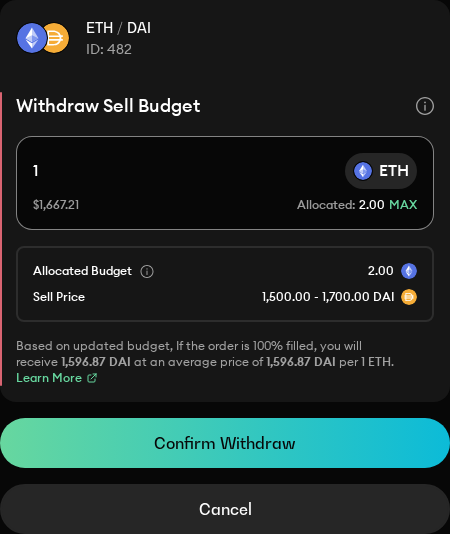 ETH / DAI
ID: 482
Withdraw Sell Budget
1 ETH
$1,667.21 Allocated: 2.00 MAX
Allocated Budget 2.00
Sell Price 1,500.00 - 1,700.00 DAI
Based on updated budget, If the order is 100% filled, you will
receive 1,596.87 DAI at an average price of 1,596.87 DAI per 1 ETH.
Learn More
Confirm Withdraw
Cancel